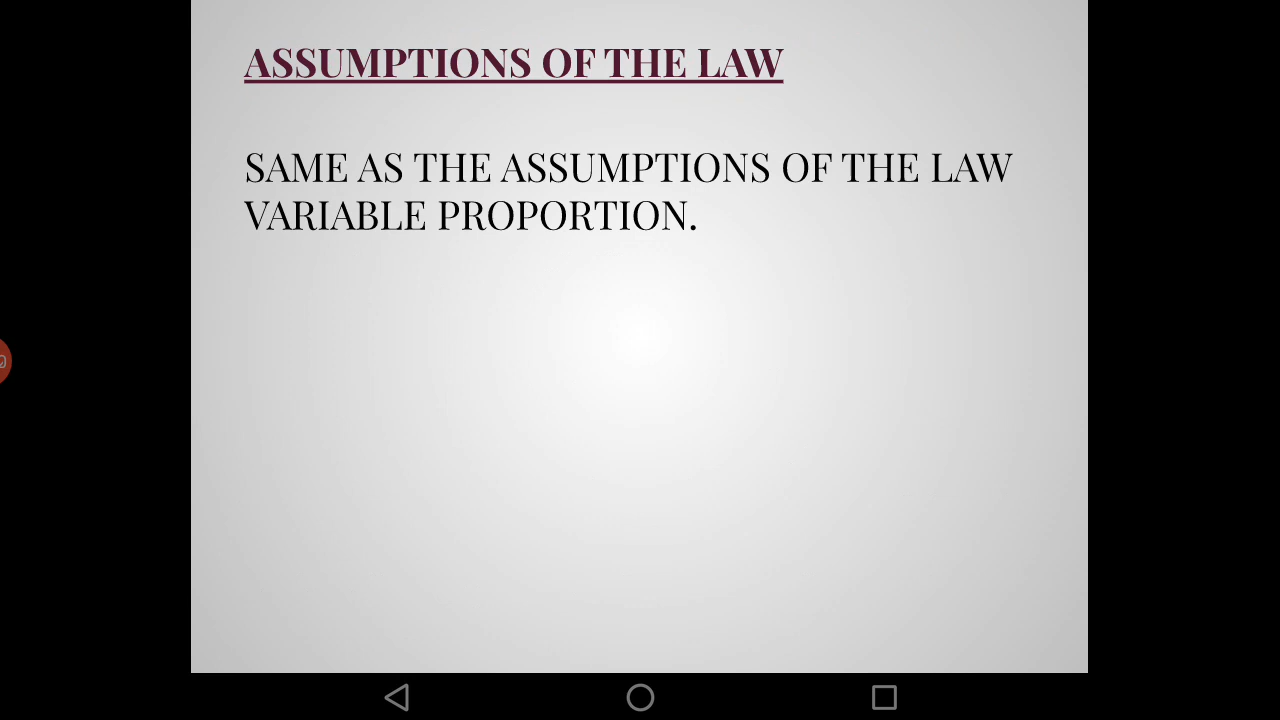 ASSUMPTIONS OF THE LAW
SAME AS THE ASSUMPTIONS OF THE LAW
VARIABLE PROPORTION.